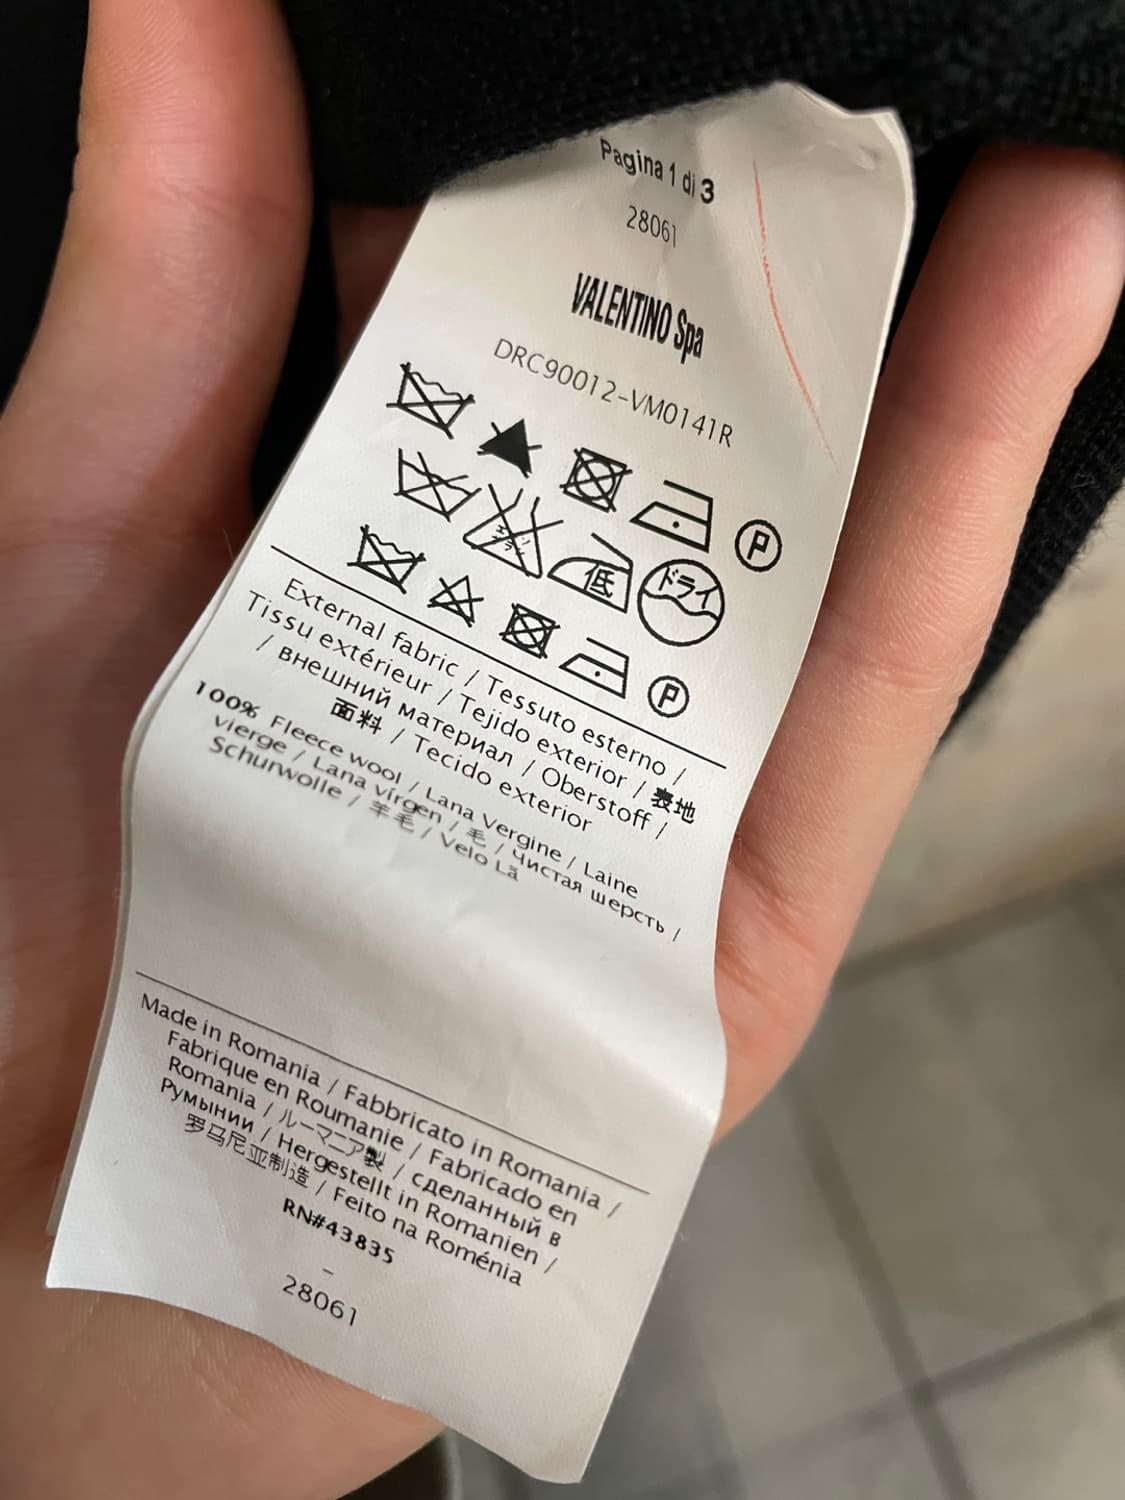 Pagina 1 di 3
28061
VALENTINO Spa
DRC90012-VM0141R
P
エンソ
低 ドライ
P
External fabric / Tessuto esterno /
Tissu extérieur / Tejido exterior / 表地
/ внешний материал / Oberstoff /
面料 / Tecido exterior
100% Fleece wool / Lana Vergine / Laine
vierge / Lana vírgen / 毛 / Чистая шерсть /
Schurwolle / 羊毛 / Velo Lã
Made in Romania / Fabbricato in Romania /
Fabrique en Roumanie / Fabricado en
Romania / ルーマニア製 / сделанный в
Румынии / Hergestellt in Romanien /
罗马尼亚制造 / Feito na Roménia
RN#43835
-
28061